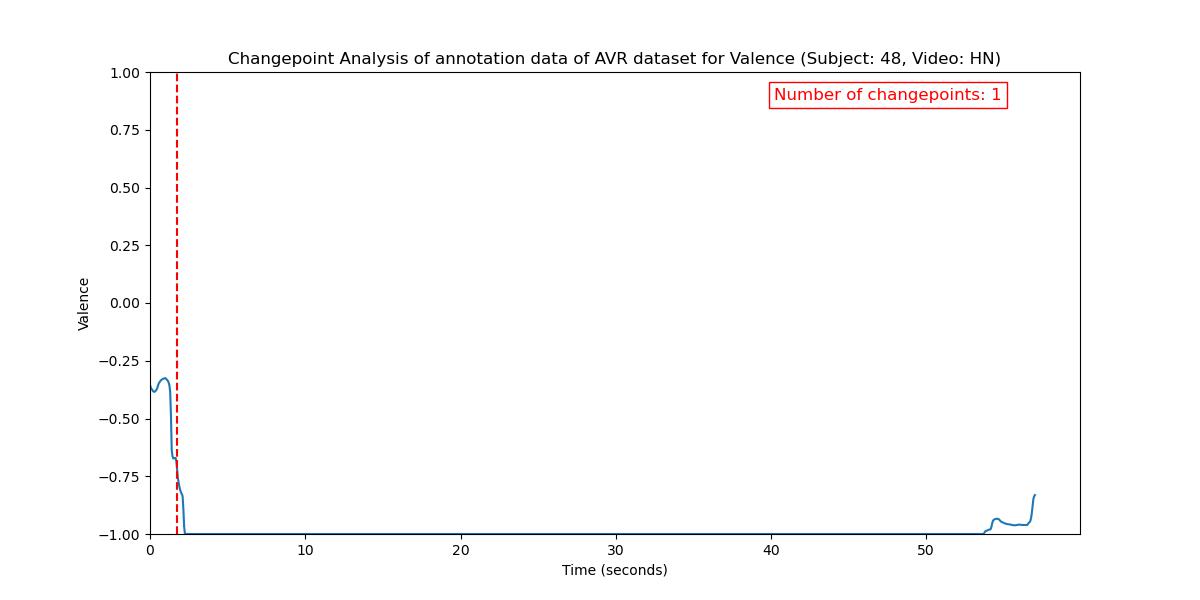 Changepoint Analysis of annotation data of AVR dataset for Valence (Subject: 48, Video: HN)
Number of changepoints: 1
1.00
0.75
0.50
0.25
0.00
−0.25
−0.50
−0.75
−1.00
Valence
0 10 20 30 40 50
Time (seconds)